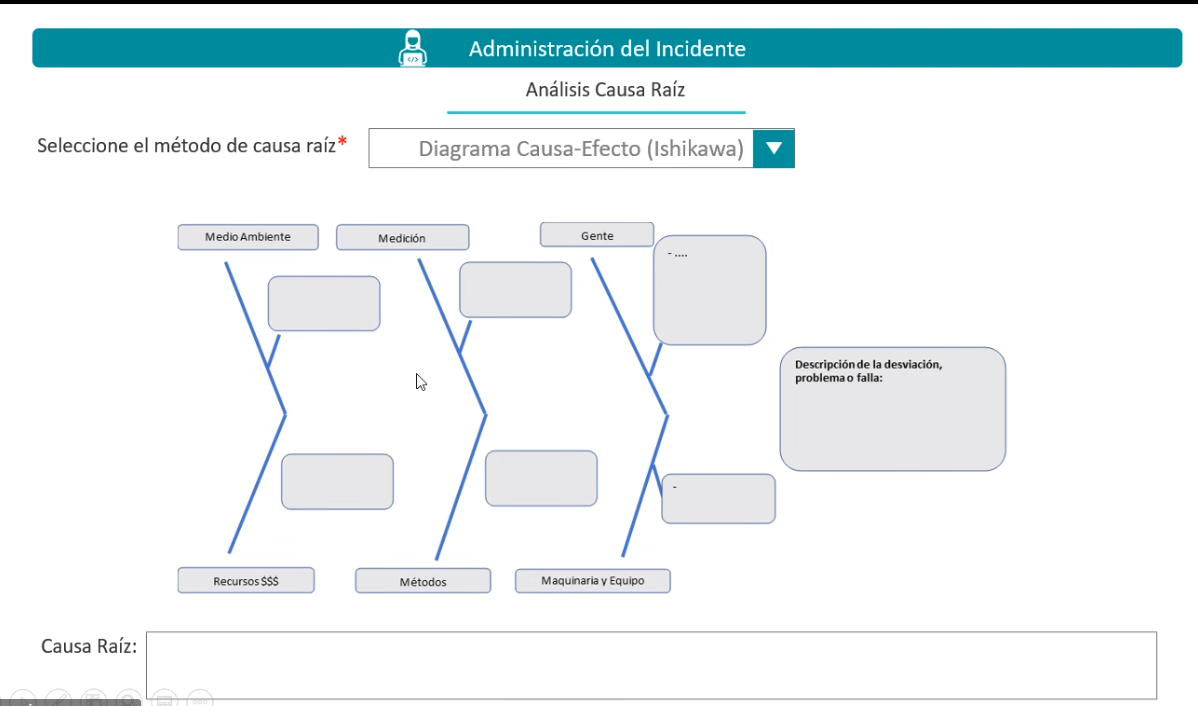 Administración del Incidente
Análisis Causa Raíz
Seleccione el método de causa raíz*
Diagrama Causa-Efecto (Ishikawa)
Medio Ambiente
Medición
Gente
- ....
Descripción de la desviación,
problema o falla:
-
Recursos $$$
Métodos
Maquinaria y Equipo
Causa Raíz: